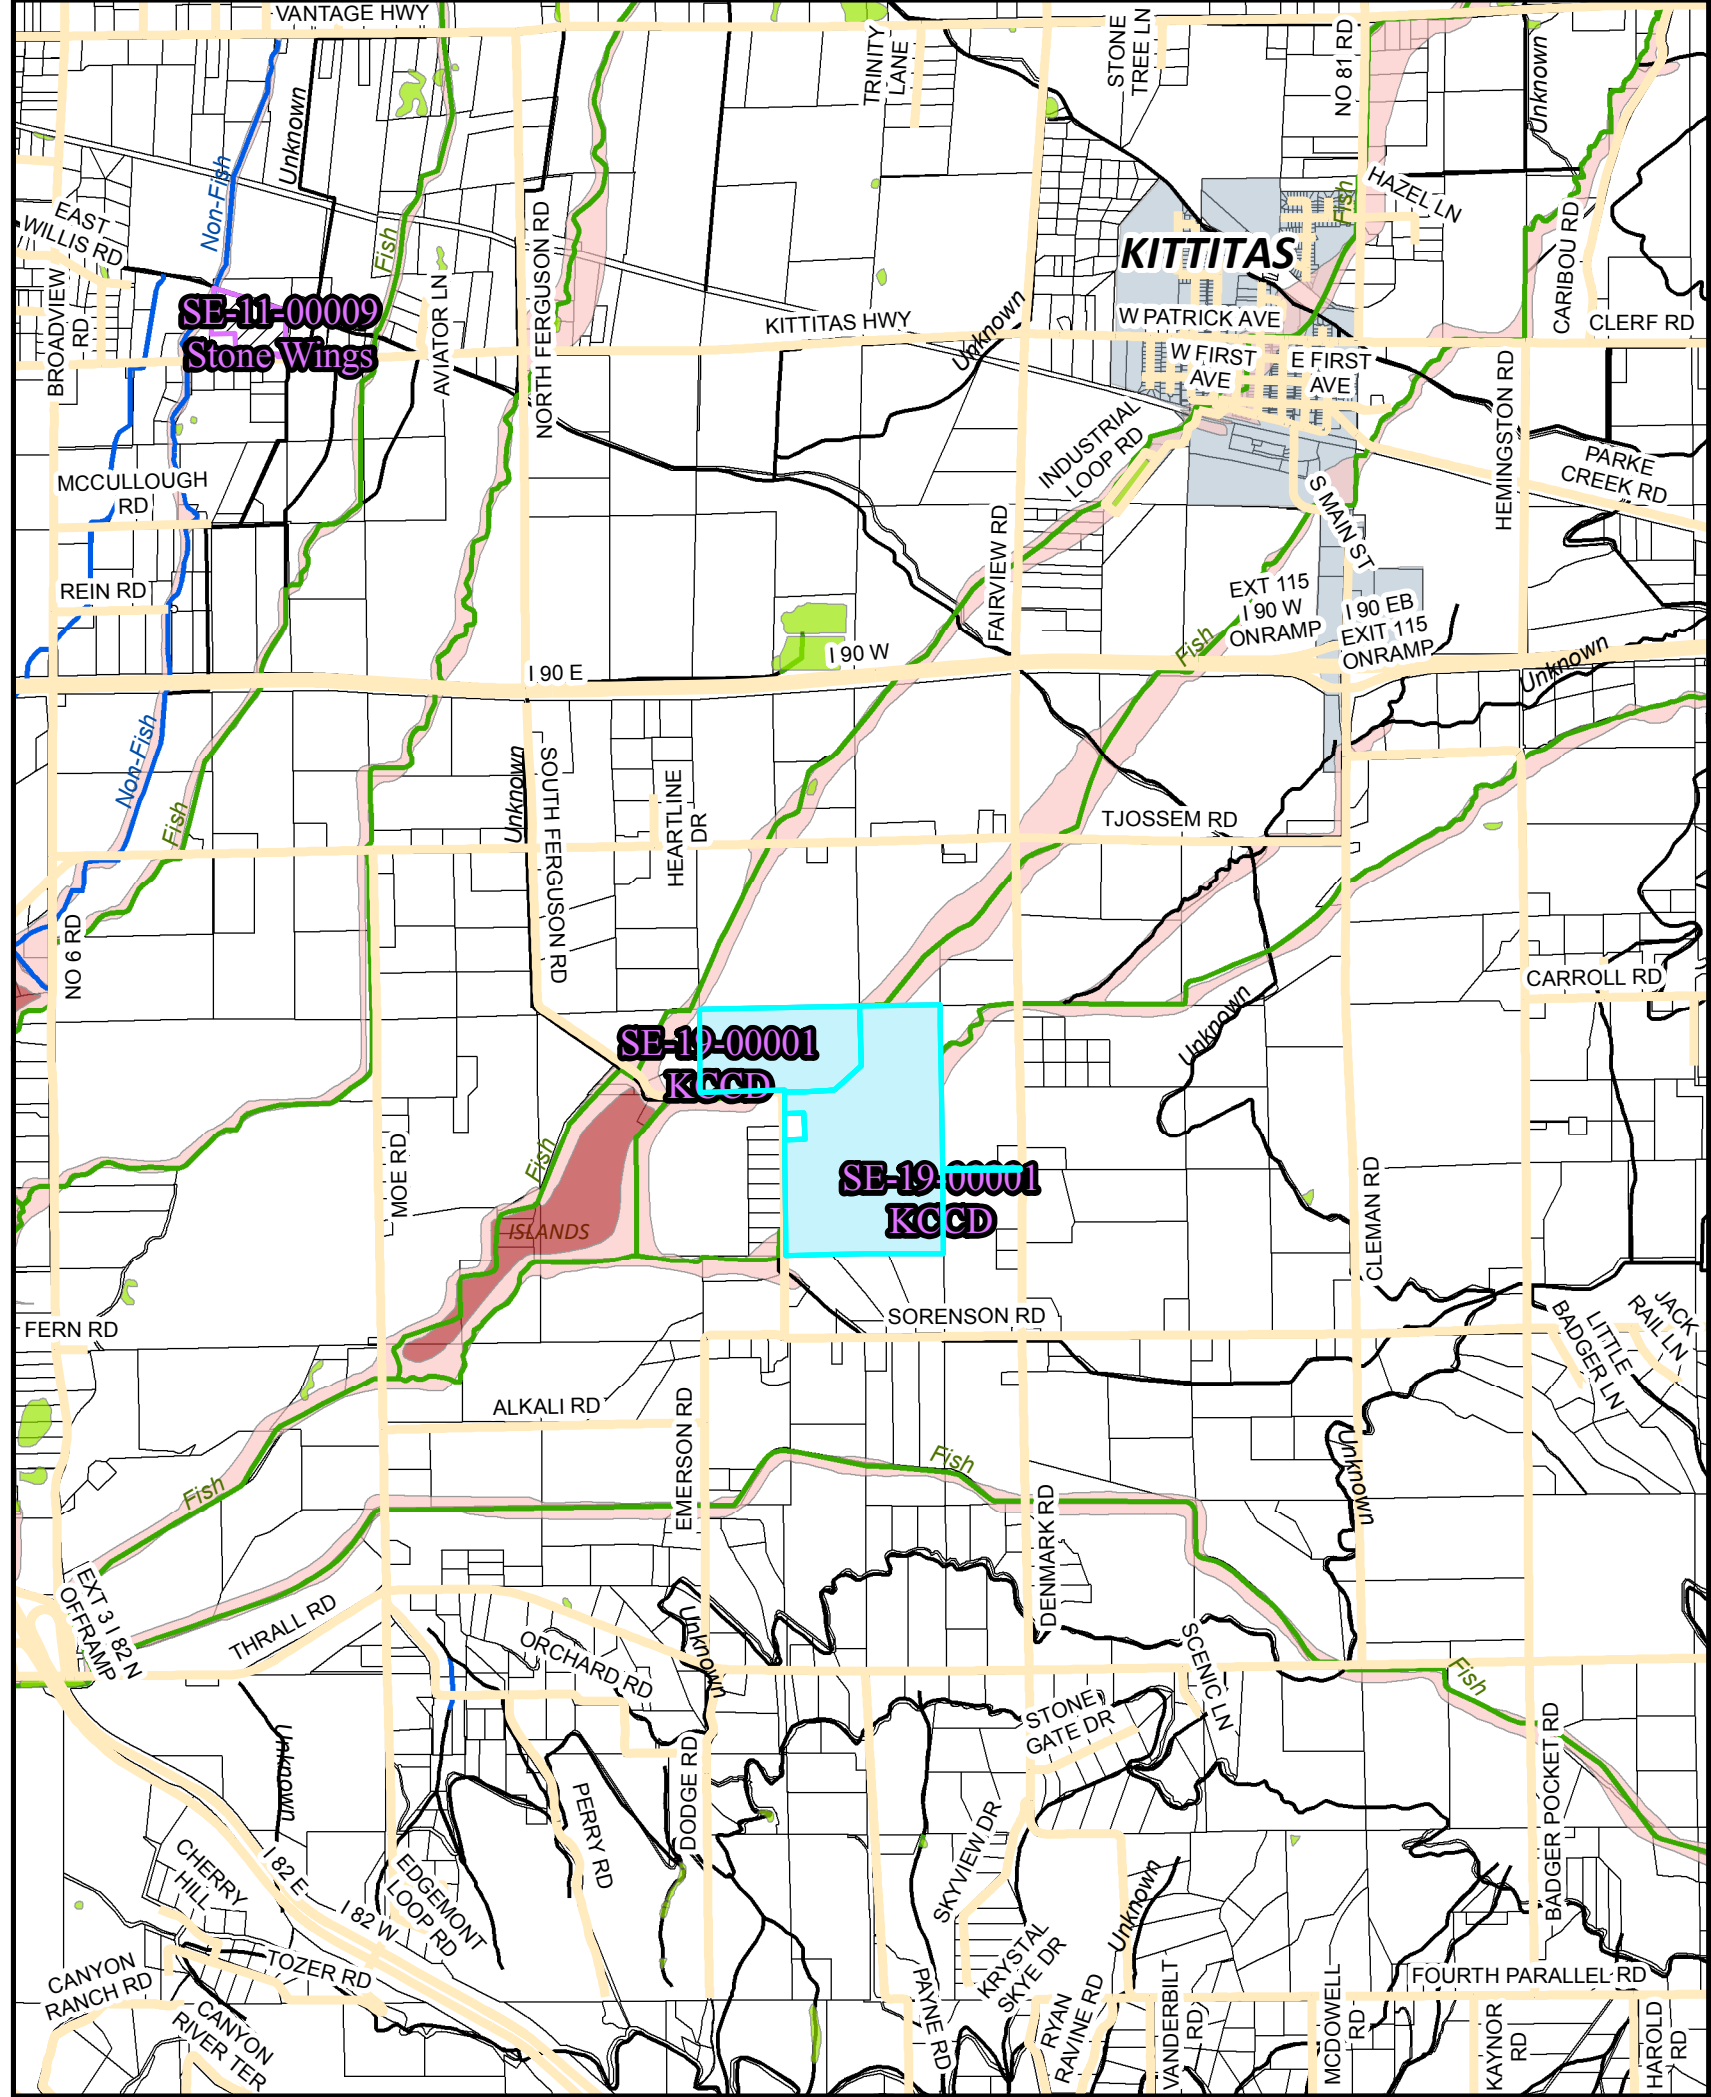 VANTAGE HWY
TRINITY
LANE
STONE
TREE LN
NO 81 RD
Unknown
Unknown
Non-Fish
Fish
Fish
HAZEL LN
EAST
WILLIS RD
NORTH FERGUSON RD
KITTITAS
CARIBOU RD
BROADVIEW
RD
SE-11-00009
Stone Wings
AVIATOR LN
KITTITAS HWY
Unknown
W PATRICK AVE
CLERF RD
W FIRST
AVE
E FIRST
AVE
HEMINGSTON RD
INDUSTRIAL
LOOP RD
MCCULLOUGH
RD
S MAIN ST
PARKE
CREEK RD
FAIRVIEW RD
REIN RD
EXT 115
I 90 W
ONRAMP
I 90 EB
EXIT 115
ONRAMP
Fish
I 90 W
I 90 E
Unknown
Non-Fish
Fish
Unknown
SOUTH FERGUSON RD
HEARTLINE
DR
TJOSSEM RD
NO 6 RD
CARROLL RD
SE-19-00001
KCCD
Unknown
Fish
MOE RD
SE-19-00001
KCCD
CLEMAN RD
ISLANDS
FERN RD
SORENSON RD
BADGER LN
LITTLE
JACK
RAIL LN
ALKALI RD
EMERSON RD
Fish
Fish
Unknown
DENMARK RD
EXT 3 I 82 N
OFFRAMP
THRALL RD
ORCHARD RD
Unknown
SCENIC LN
Fish
STONE
GATE DR
Unknown
DODGE RD
PERRY RD
BADGER POCKET RD
CHERRY
HILL
I 82 E
I 82 W
EDGEMONT
LOOP RD
SKYVIEW DR
Unknown
CANYON
RANCH RD
TOZER RD
CANYON
RIVER TER
PAYNE RD
KRYSTAL
SKYE DR
RYAN
RAVINE RD
VANDERBILT
RD
MCDOWELL
RD
FOURTH PARALLEL RD
KAYNOR
RD
HAROLD
RD